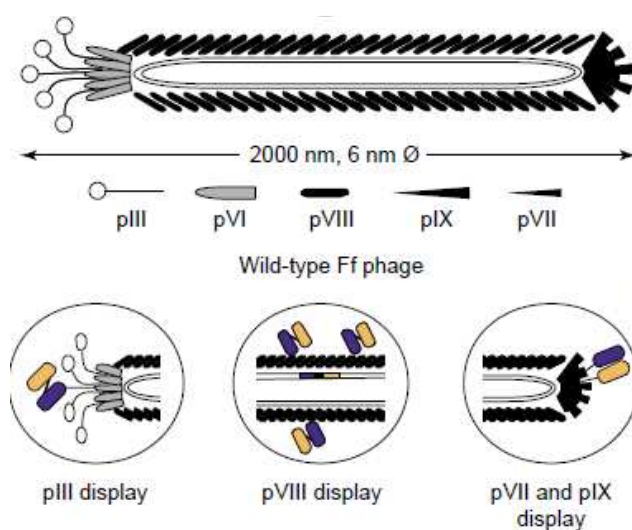 2000 nm, 6 nm Ø
pIII pVI pVIII pIX pVII
Wild-type Ff phage
pIII display pVIII display pVII and pIX
display